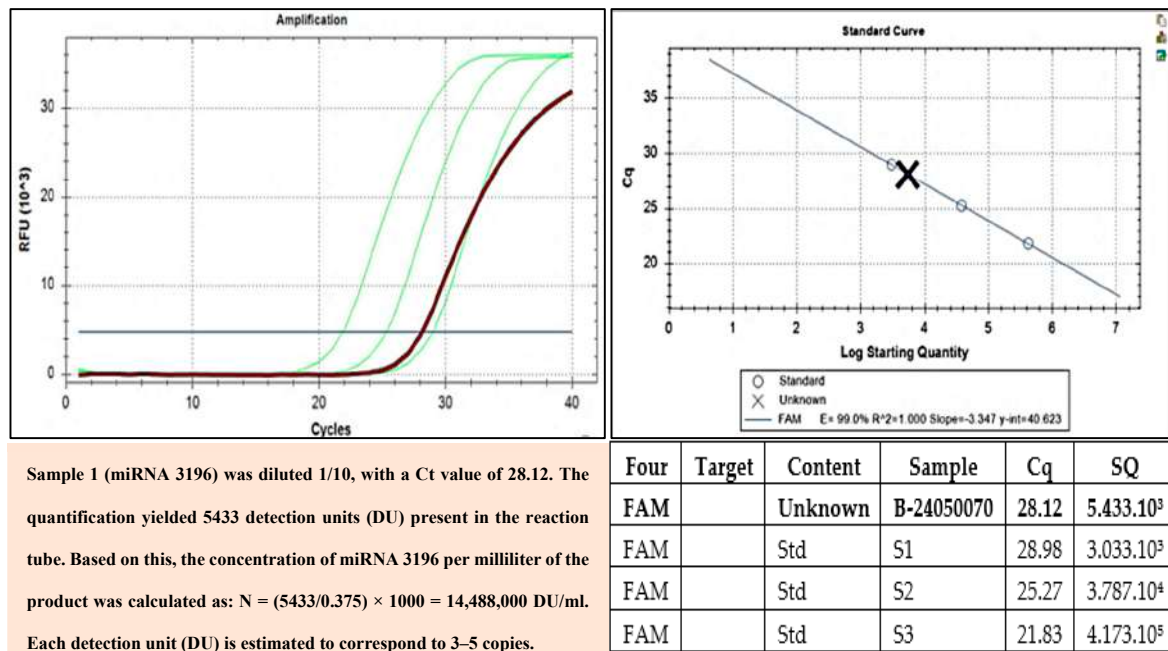 Amplification
RFU (10^3)
30
20
10
0
0
10
20
30
40
Cycles
Standard Curve
Cq
35
30
25
20
0
1
2
3
4
5
6
7
Log Starting Quantity
Standard
Unknown
FAM E= 99.0% R^2=1.000 Slope=-3.347 y-int=40.623
Sample 1 (miRNA 3196) was diluted 1/10, with a Ct value of 28.12. The
quantification yielded 5433 detection units (DU) present in the reaction
tube. Based on this, the concentration of miRNA 3196 per milliliter of the
product was calculated as: N = (5433/0.375) × 1000 = 14,488,000 DU/ml.
Each detection unit (DU) is estimated to correspond to 3–5 copies.
Four Target Content Sample Cq SQ
FAM Unknown B-24050070 28.12 5.433.10³
FAM Std S1 28.98 3.033.10³
FAM Std S2 25.27 3.787.10⁴
FAM Std S3 21.83 4.173.10⁵